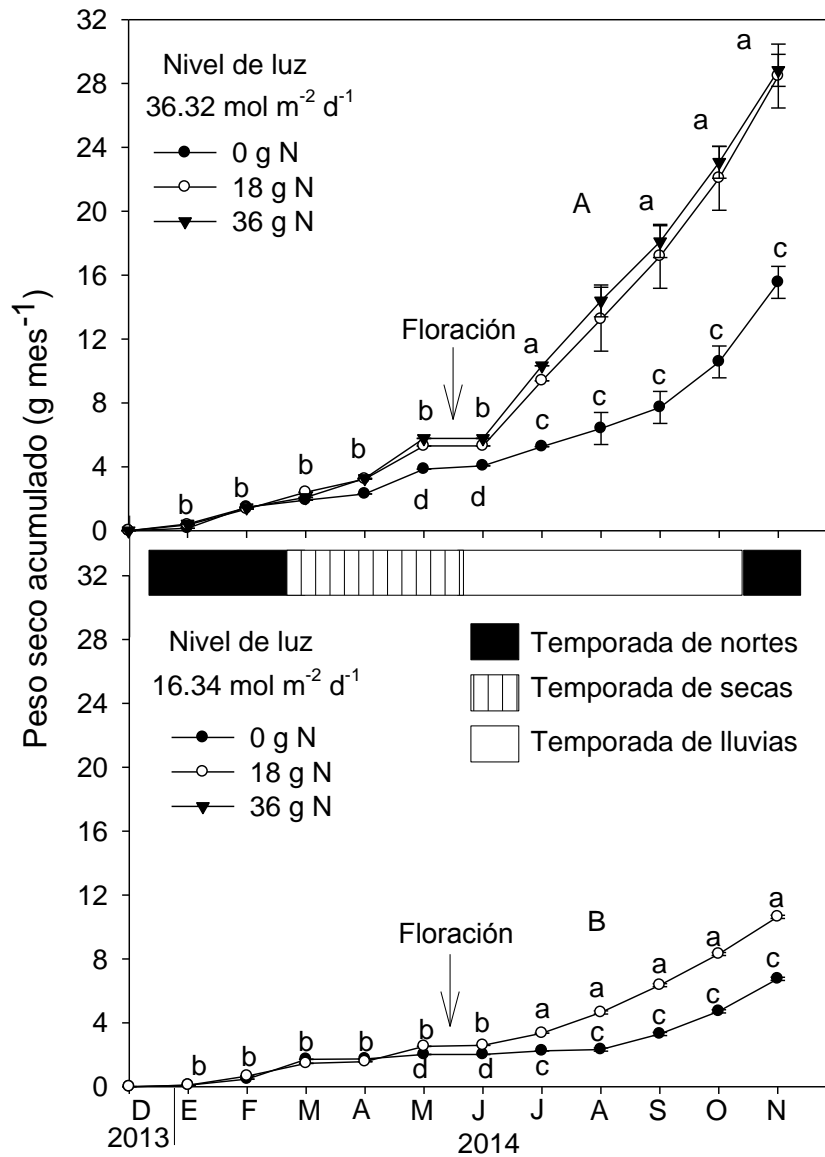 Peso seco acumulado (g mes⁻¹)
32
28
24
20
16
12
8
4
0
Nivel de luz
36.32 mol m⁻² d⁻¹
0 g N
18 g N
36 g N
Floración
A
b b b b b b a a a a a
d d c c c c c
32
28
24
20
16
12
8
4
0
Nivel de luz
16.34 mol m⁻² d⁻¹
0 g N
18 g N
36 g N
Temporada de nortes
Temporada de secas
Temporada de lluvias
Floración
B
b b b b b b a a a a a
d d c c c c c
D E F M A M J J A S O N
2013 2014